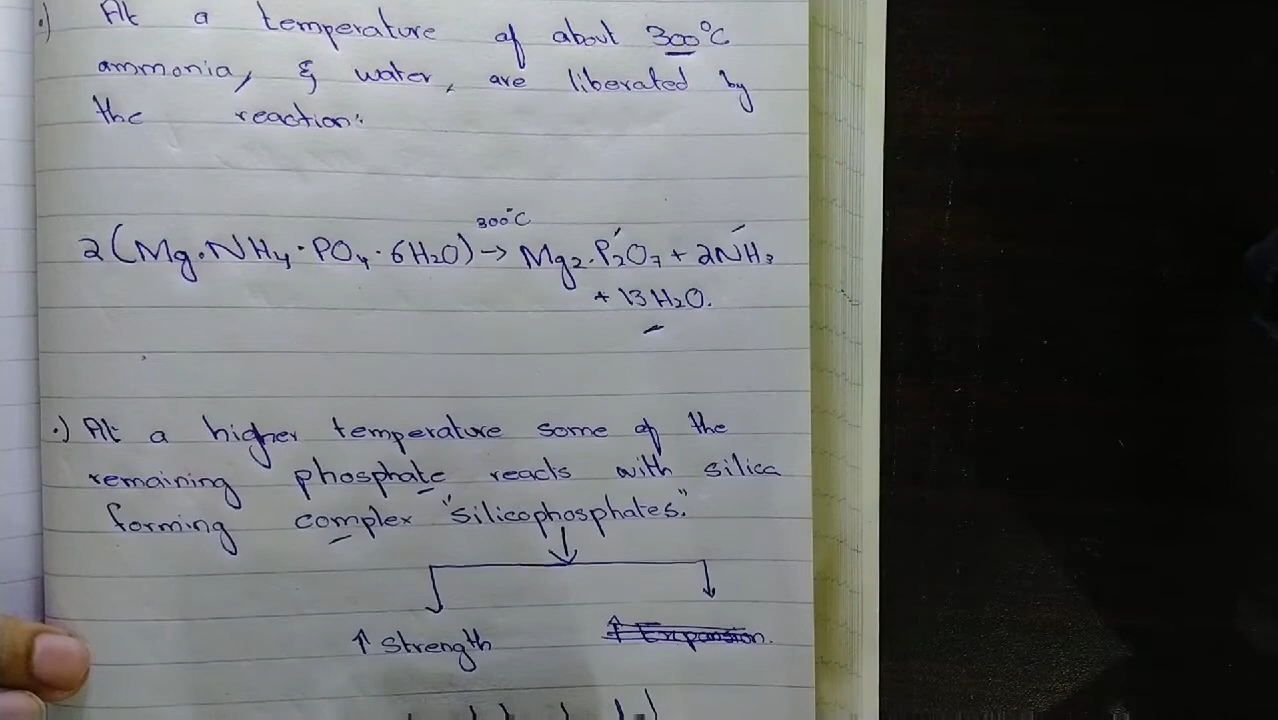 .) At a temperature of about 300°C
ammonia, & water, are liberated by
the reaction:
300°C
2(Mg.NH4.PO4.6H2O) → Mg2.P2O7 + 2NH3
+ 13H2O.
.) At a higher temperature some of the
remaining phosphate reacts with silica
forming complex "silicophosphates."
↑ Strength ↑ Expansion.